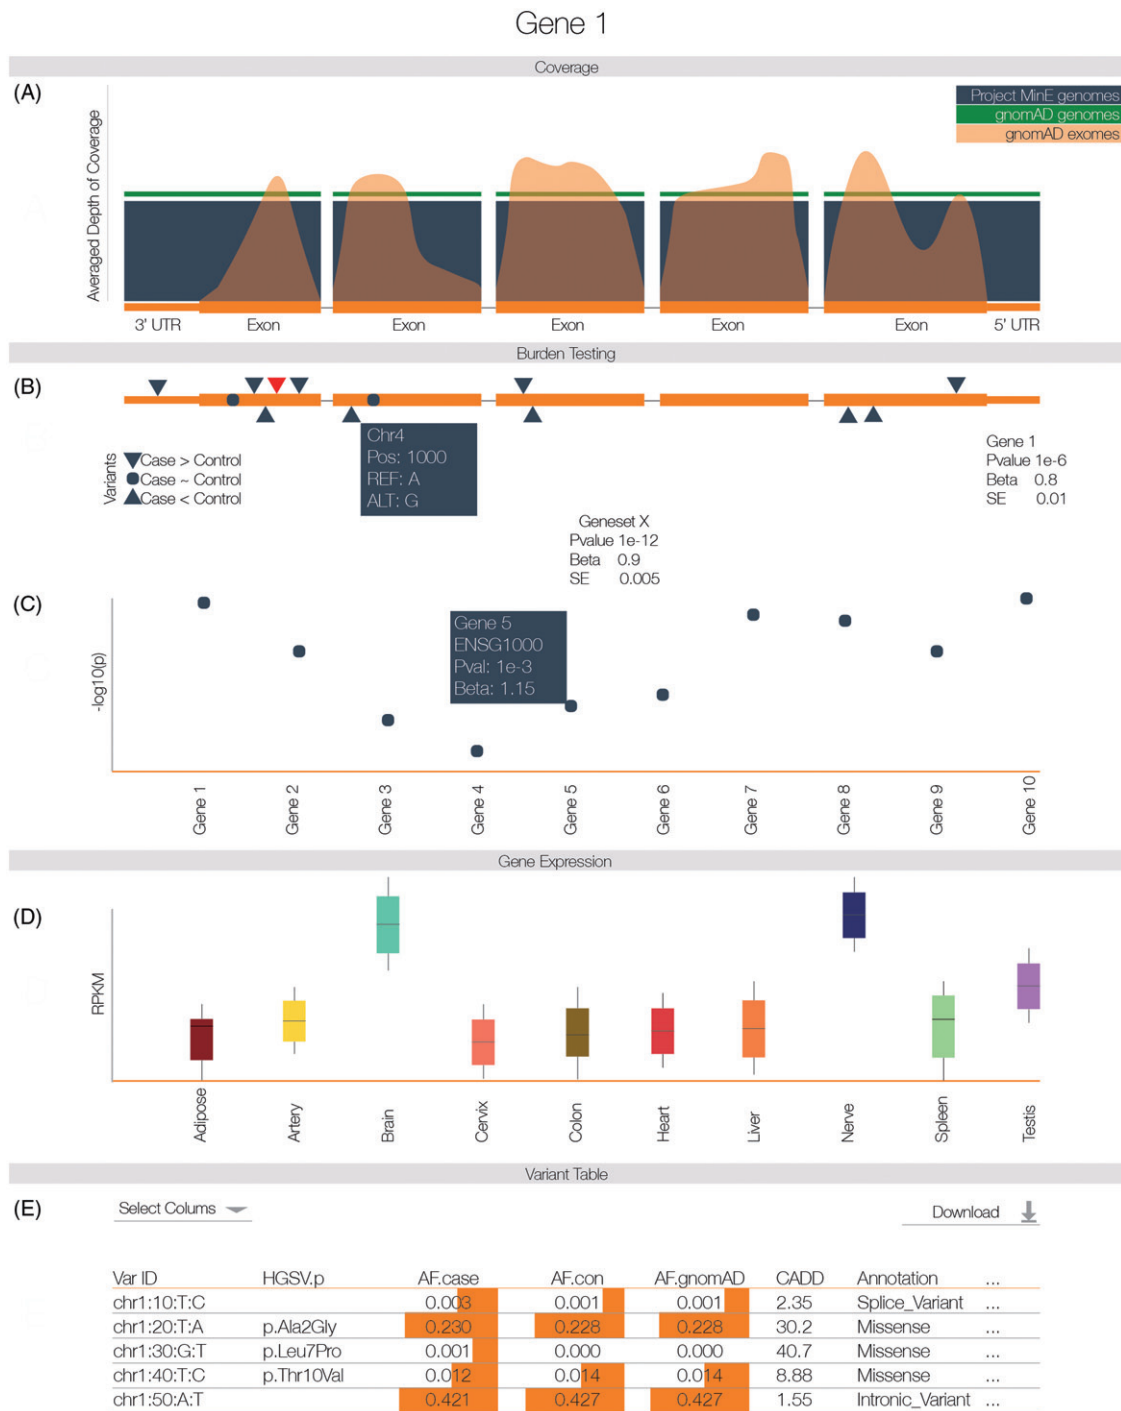 Gene 1
Coverage
(A)
Project MinE genomes
gnomAD genomes
gnomAD exomes
Averaged Depth of Coverage
3' UTR Exon Exon Exon Exon Exon 5' UTR
Burden Testing
(B)
Variants
Case > Control
Case ~ Control
Case < Control
Chr4
Pos: 1000
REF: A
ALT: G
Gene 1
Pvalue 1e-6
Beta 0.8
SE 0.01
Geneset X
Pvalue 1e-12
Beta 0.9
SE 0.005
(C)
-log10(p)
Gene 5
ENSG1000
Pval: 1e-3
Beta: 1.15
Gene 1 Gene 2 Gene 3 Gene 4 Gene 5 Gene 6 Gene 7 Gene 8 Gene 9 Gene 10
Gene Expression
(D)
RPKM
Adipose Artery Brain Cervix Colon Heart Liver Nerve Spleen Testis
Variant Table
(E)
Select Colums Download
Var ID HGSV.p AF.case AF.con AF.gnomAD CADD Annotation ...
chr1:10:T:C 0.003 0.001 0.001 2.35 Splice_Variant ...
chr1:20:T:A p.Ala2Gly 0.230 0.228 0.228 30.2 Missense ...
chr1:30:G:T p.Leu7Pro 0.001 0.000 0.000 40.7 Missense ...
chr1:40:T:C p.Thr10Val 0.012 0.014 0.014 8.88 Missense ...
chr1:50:A:T 0.421 0.427 0.427 1.55 Intronic_Variant ...